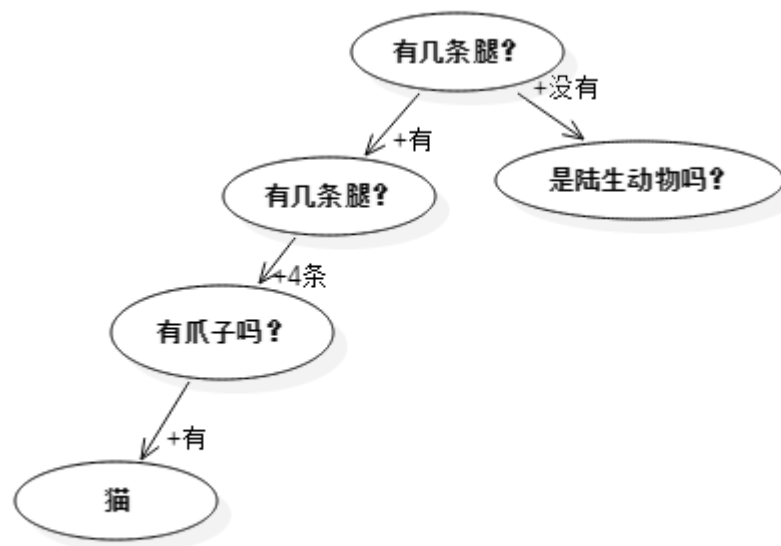 有几条腿？
+没有
+有
是陆生动物吗？
有几条腿？
+4条
有爪子吗？
+有
猫